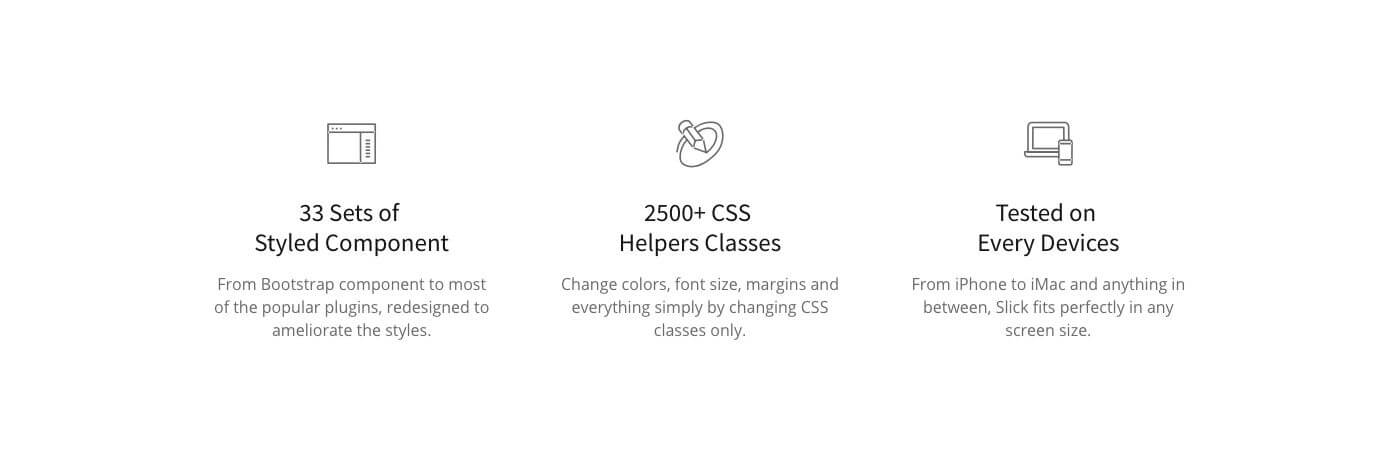 33 Sets of
Styled Component
From Bootstrap component to most
of the popular plugins, redesigned to
ameliorate the styles.
2500+ CSS
Helpers Classes
Change colors, font size, margins and
everything simply by changing CSS
classes only.
Tested on
Every Devices
From iPhone to iMac and anything in
between, Slick fits perfectly in any
screen size.